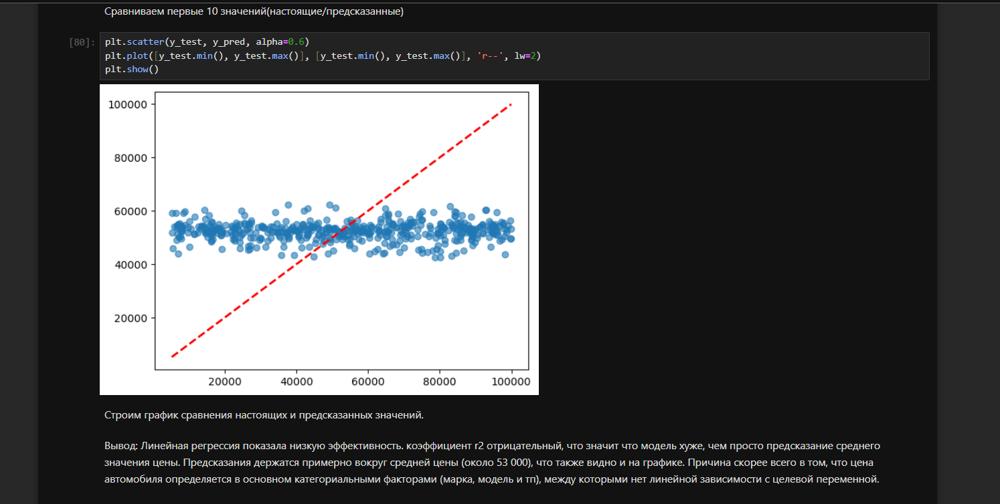 Сравниваем первые 10 значений(настоящие/предсказанные)
[80]:
plt.scatter(y_test, y_pred, alpha=0.6)
plt.plot([y_test.min(), y_test.max()], [y_test.min(), y_test.max()], 'r--', lw=2)
plt.show()
100000
80000
60000
40000
20000
20000 40000 60000 80000 100000
Строим график сравнения настоящих и предсказанных значений.
Вывод: Линейная регрессия показала низкую эффективность. коэффициент r2 отрицательный, что значит что модель хуже, чем просто предсказание среднего
значения цены. Предсказания держатся примерно вокруг средней цены (около 53 000), что также видно и на графике. Причина скорее всего в том, что цена
автомобиля определяется в основном категориальными факторами (марка, модель и тп), между которыми нет линейной зависимости с целевой переменной.